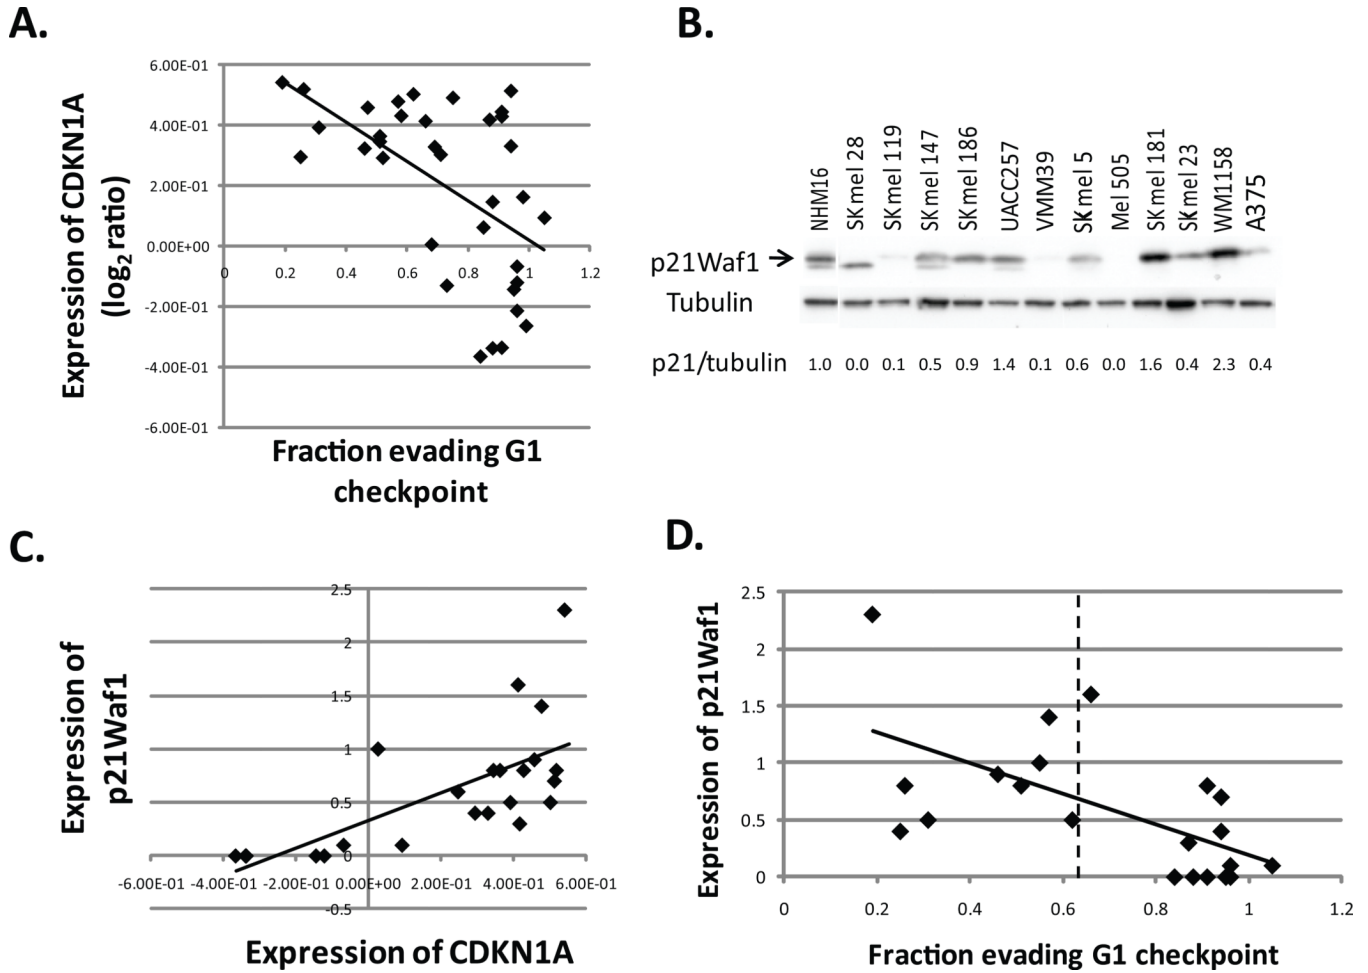 A.
Expression of CDKN1A
(log2 ratio)
6.00E-01
4.00E-01
2.00E-01
0.00E+00
-2.00E-01
-4.00E-01
-6.00E-01
0 0.2 0.4 0.6 0.8 1 1.2
Fraction evading G1
checkpoint
B.
NHM16
SK mel 28
SK mel 119
SK mel 147
SK mel 186
UACC257
VMM39
SK mel 5
Mel 505
SK mel 181
SK mel 23
WM1158
A375
p21Waf1
Tubulin
p21/tubulin 1.0 0.0 0.1 0.5 0.9 1.4 0.1 0.6 0.0 1.6 0.4 2.3 0.4
C.
Expression of
p21Waf1
2.5
2
1.5
1
0.5
0
-0.5
-6.00E-01 -4.00E-01 -2.00E-01 0.00E+00 2.00E-01 4.00E-01 6.00E-01
Expression of CDKN1A
D.
Expression of p21Waf1
2.5
2
1.5
1
0.5
0
0 0.2 0.4 0.6 0.8 1 1.2
Fraction evading G1 checkpoint